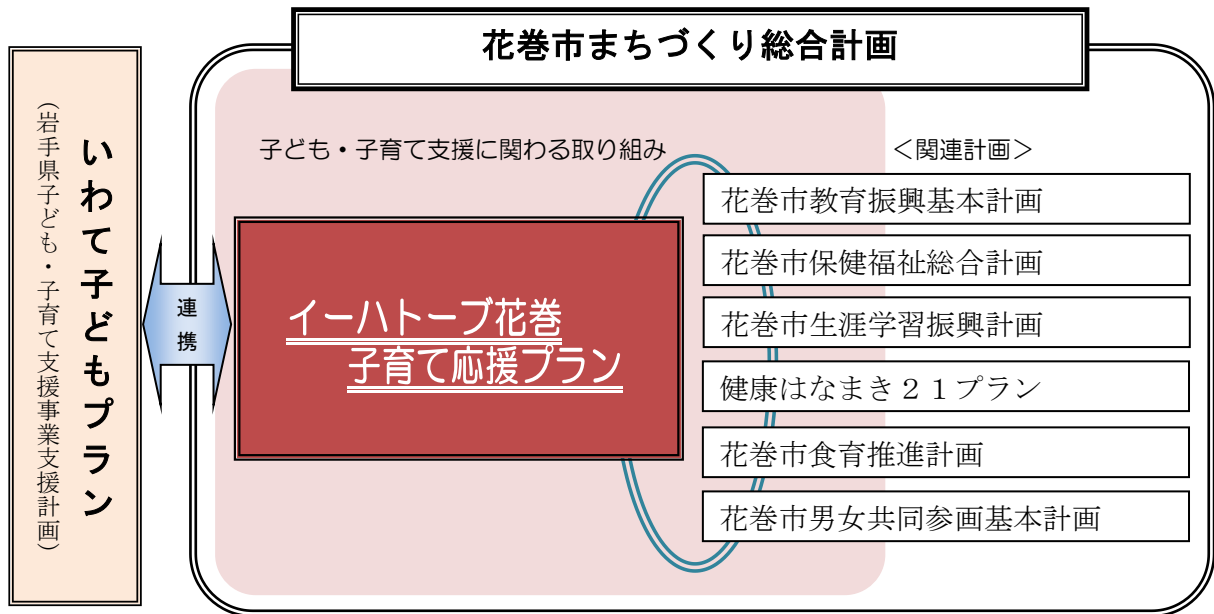 花巻市まちづくり総合計画
いわて子どもプラン
（岩手県子ども・子育て支援事業支援計画）
連携
子ども・子育て支援に関わる取り組み
イーハトーブ花巻
子育て応援プラン
＜関連計画＞
花巻市教育振興基本計画
花巻市保健福祉総合計画
花巻市生涯学習振興計画
健康はなまき２１プラン
花巻市食育推進計画
花巻市男女共同参画基本計画